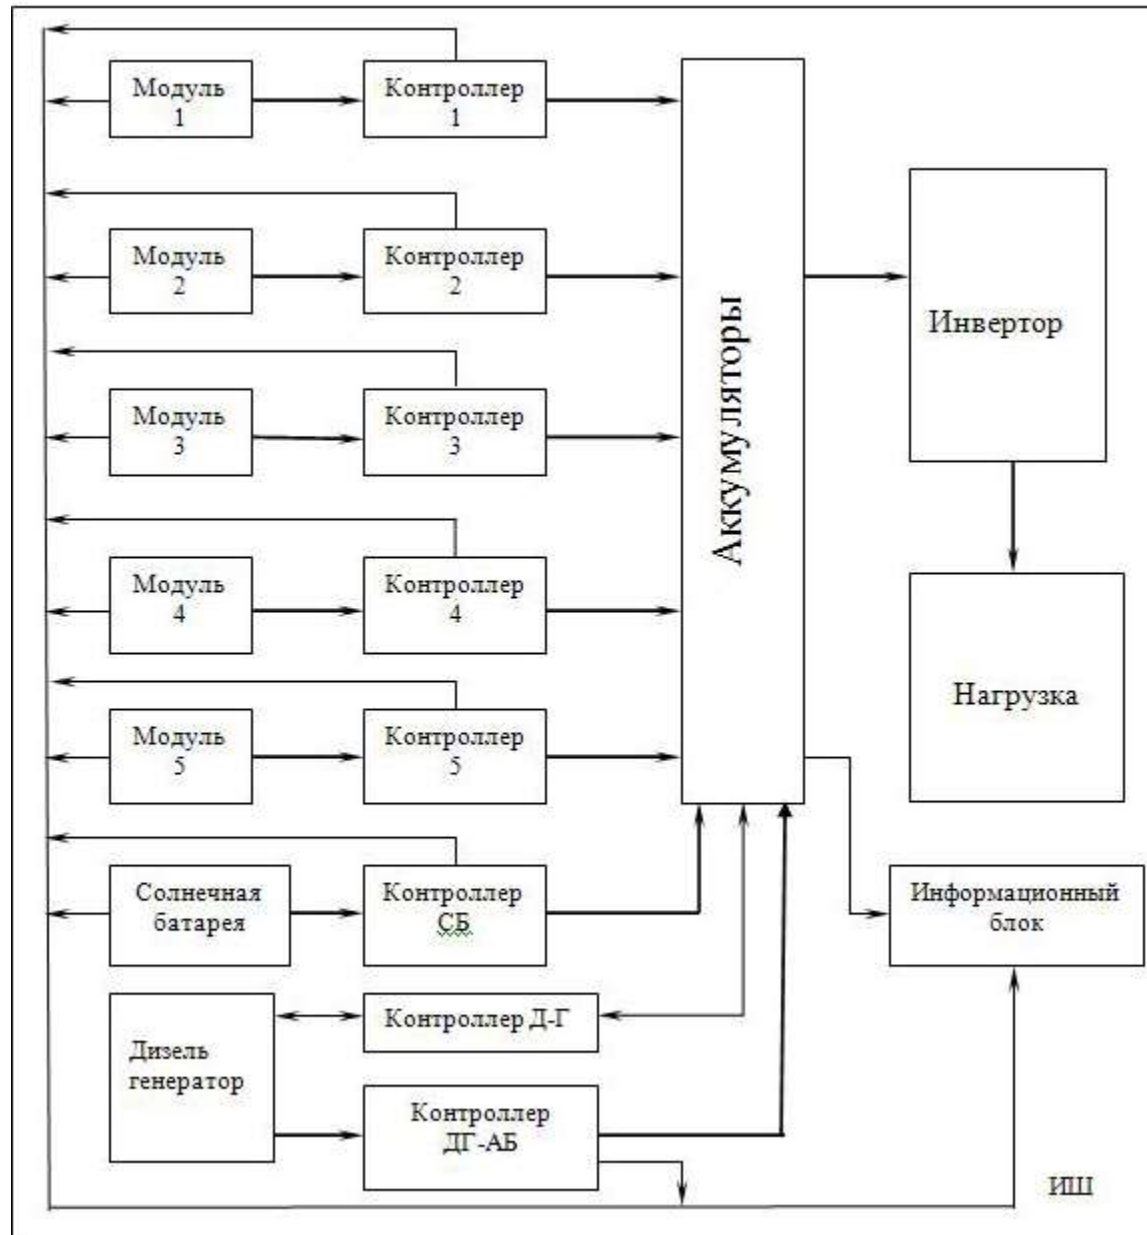 Модуль
1
Контроллер
1
Модуль
2
Контроллер
2
Модуль
3
Контроллер
3
Модуль
4
Контроллер
4
Модуль
5
Контроллер
5
Аккумуляторы
Инвертор
Нагрузка
Солнечная
батарея
Контроллер
СБ
Информационный
блок
Дизель
генератор
Контроллер Д-Г
Контроллер
ДГ-АБ
ИШ